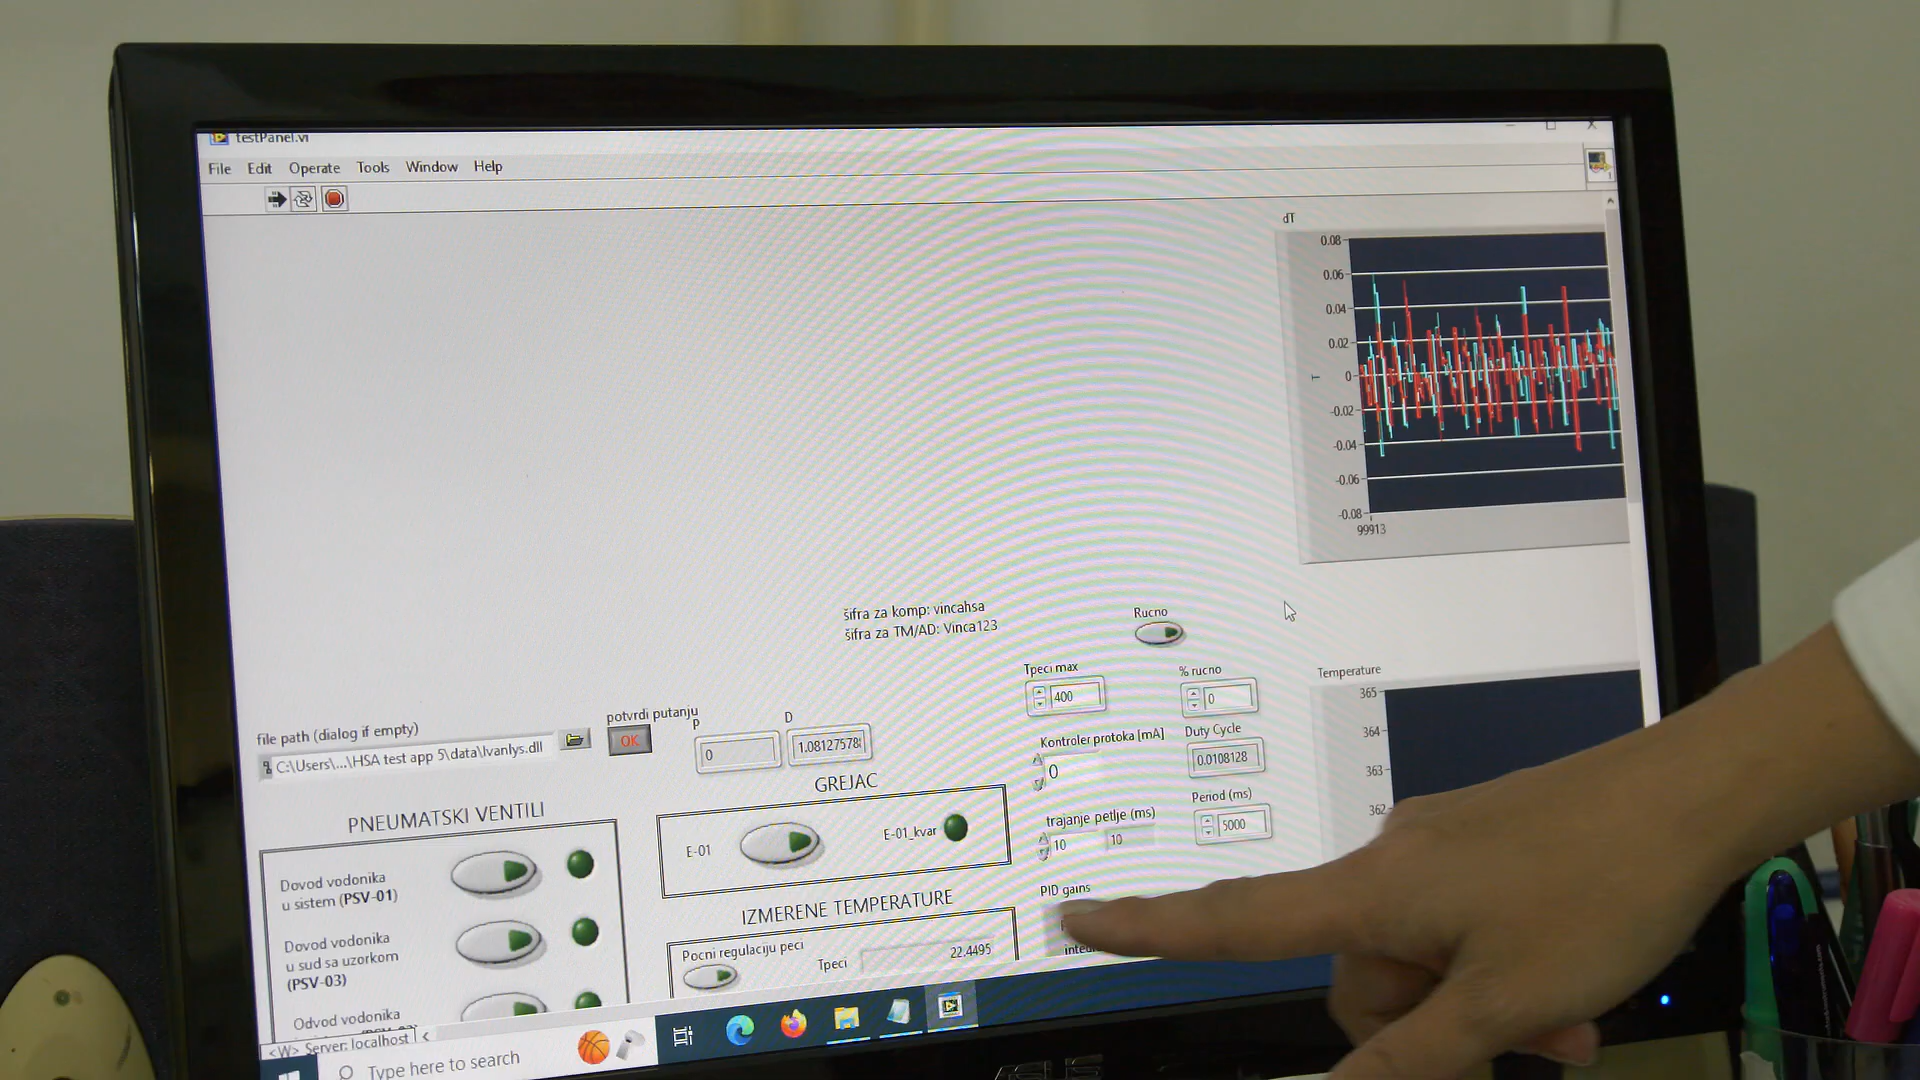 testPanel.vi
File Edit Operate Tools Window Help
dT
0.08
0.06
0.04
0.02
T
0
-0.02
-0.04
-0.06
-0.08
99913
šifra za komp: vincahsa
šifra za TM/AD: Vinca123
Rucno
Tpeci max
400
% rucno
0
Temperature
365
364
363
362
file path (dialog if empty)
C:\Users\...\HSA test app 5\data\Ivanlys.dll
potvrdi putanju
OK
P
0
D
1.08127578
Kontroler protoka [mA]
0
Duty Cycle
0.0108128
trajanje petlje (ms)
10
10
Period (ms)
5000
GREJAC
E-01
E-01_kvar
PNEUMATSKI VENTILI
Dovod vodonika
u sistem (PSV-01)
Dovod vodonika
u sud sa uzorkom
(PSV-03)
Odvod vodonika
IZMERENE TEMPERATURE
Pocni regulaciju peci
Tpeci
22.4495
PID gains
<W> Server: localhost
Type here to search